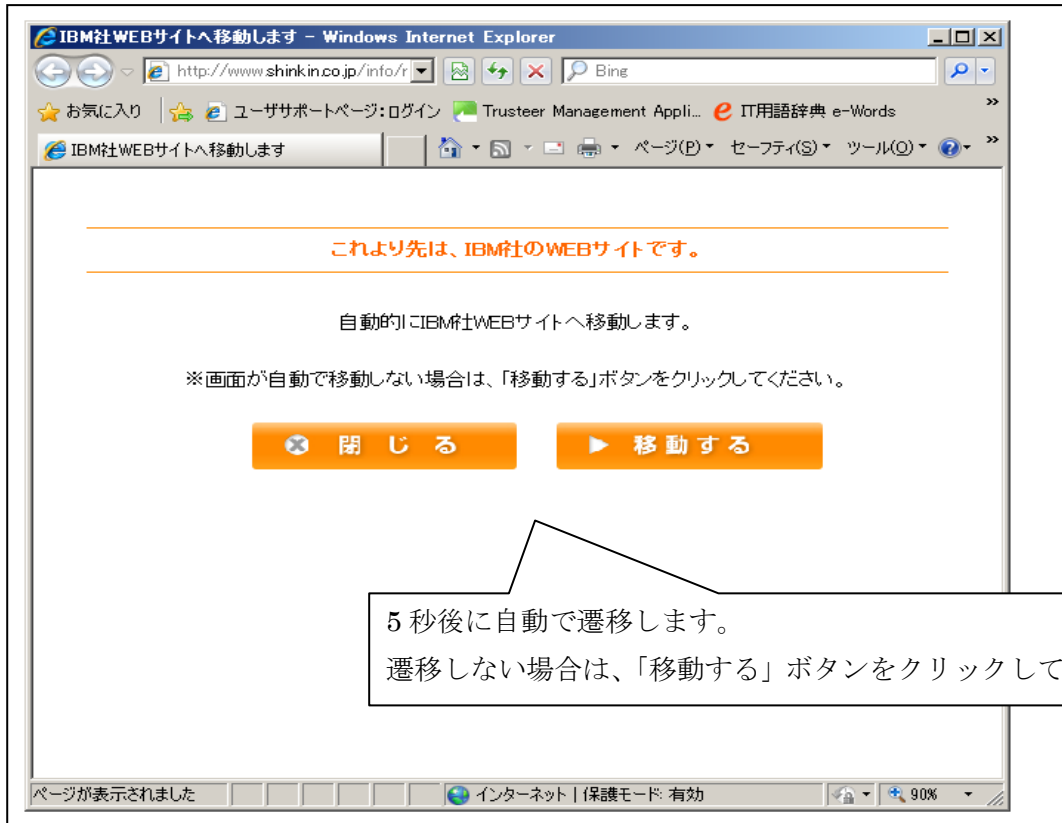 IBM社WEBサイトへ移動します - Windows Internet Explorer
http://www.shinkin.co.jp/info/r
Bing
お気に入り ユーザサポートページ:ログイン Trusteer Management Appli... IT用語辞典 e-Words »
IBM社WEBサイトへ移動します ページ(P) セーフティ(S) ツール(O) »
これより先は、IBM社のWEBサイトです。
自動的にIBM社WEBサイトへ移動します。
※画面が自動で移動しない場合は、「移動する」ボタンをクリックしてください。
閉じる 移動する
5 秒後に自動で遷移します。
遷移しない場合は、「移動する」ボタンをクリックして
ページが表示されました インターネット | 保護モード: 有効 90%